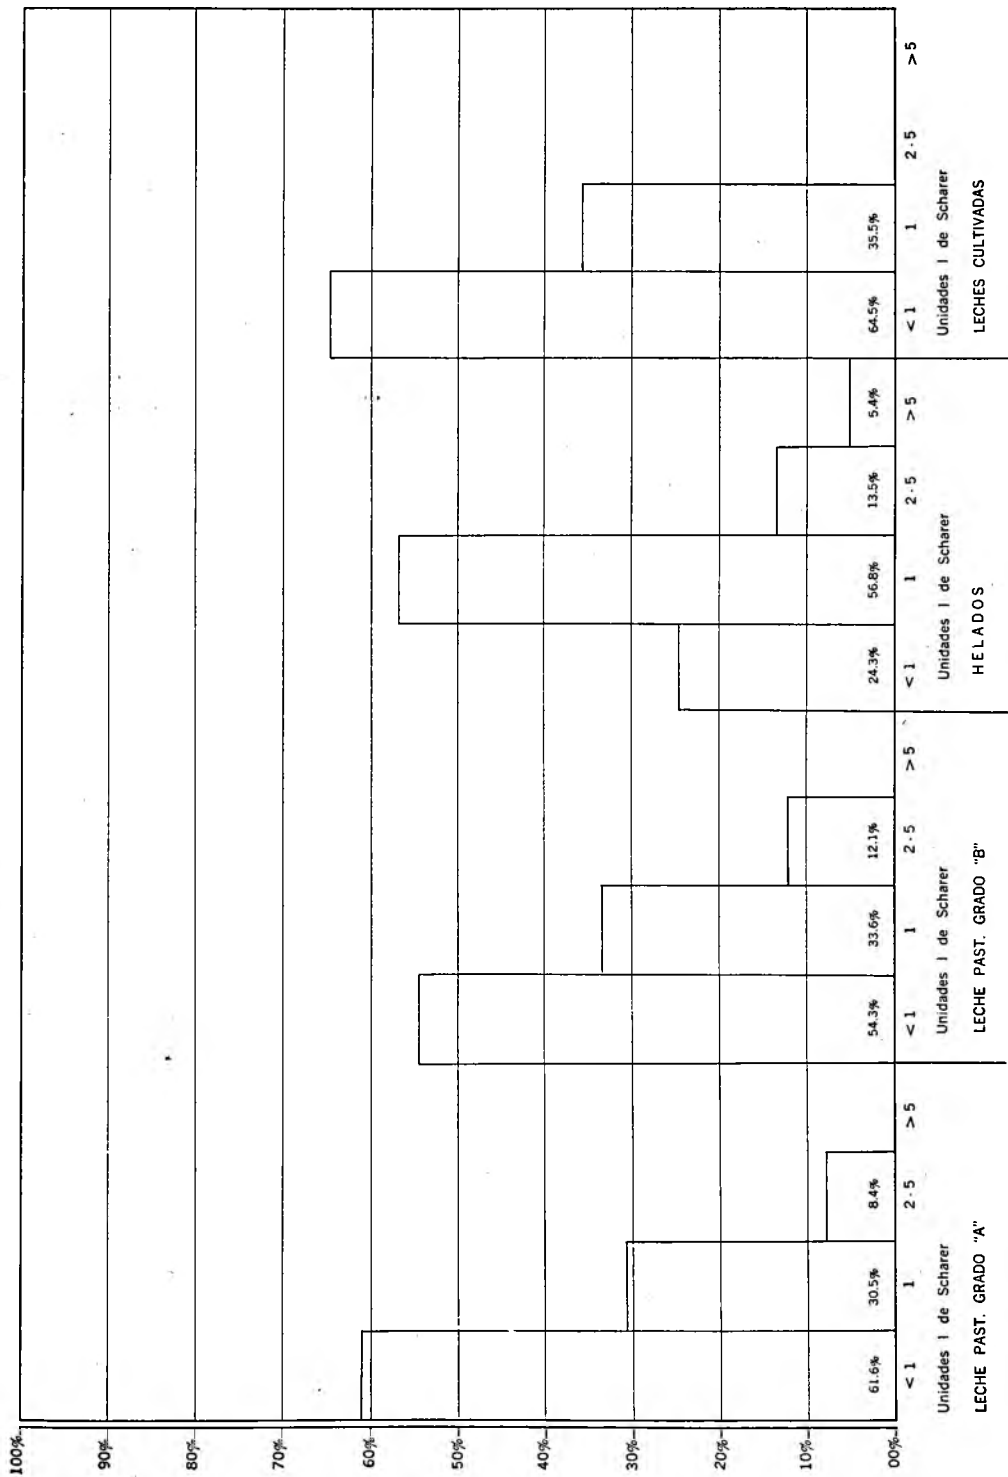 100%
90%
80%
70%
60%
50%
40%
30%
20%
10%
00%
61.6% 30.5% 8.4% 54.3% 33.6% 12.1% 24.3% 56.8% 13.5% 5.4% 64.5% 35.5%
< 1 1 2-5 > 5 < 1 1 2-5 > 5 < 1 1 2-5 > 5 < 1 1 2-5 > 5
Unidades I de Scharer Unidades I de Scharer Unidades I de Scharer Unidades I de Scharer
LECHE PAST. GRADO "A" LECHE PAST. GRADO "B" HELADOS LECHES CULTIVADAS